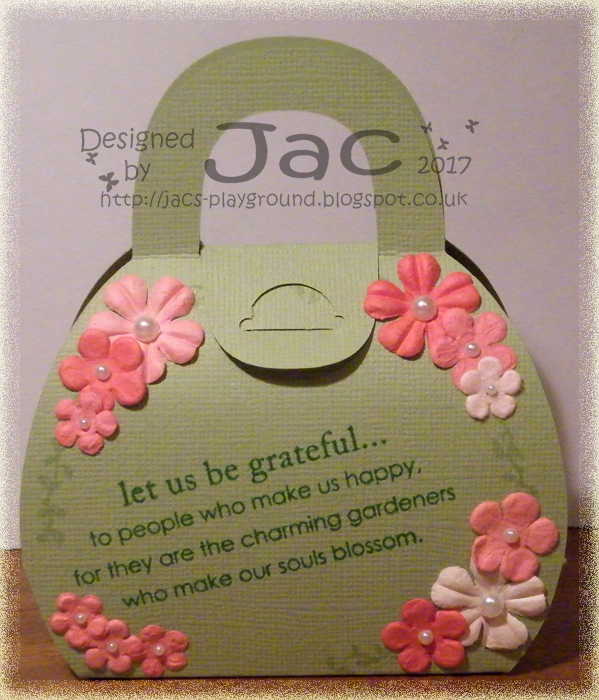 Designed by Jac 2017
http://jacs-playground.blogspot.co.uk
let us be grateful...
to people who make us happy,
for they are the charming gardeners
who make our souls blossom.